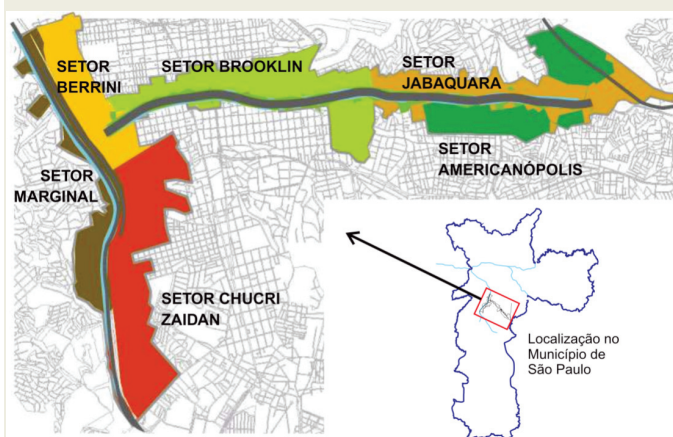 SETOR
BERRINI
SETOR BROOKLIN
SETOR
JABAQUARA
SETOR
AMERICANÓPOLIS
SETOR
MARGINAL
SETOR CHUCRI
ZAIDAN
Localização no
Município de
São Paulo